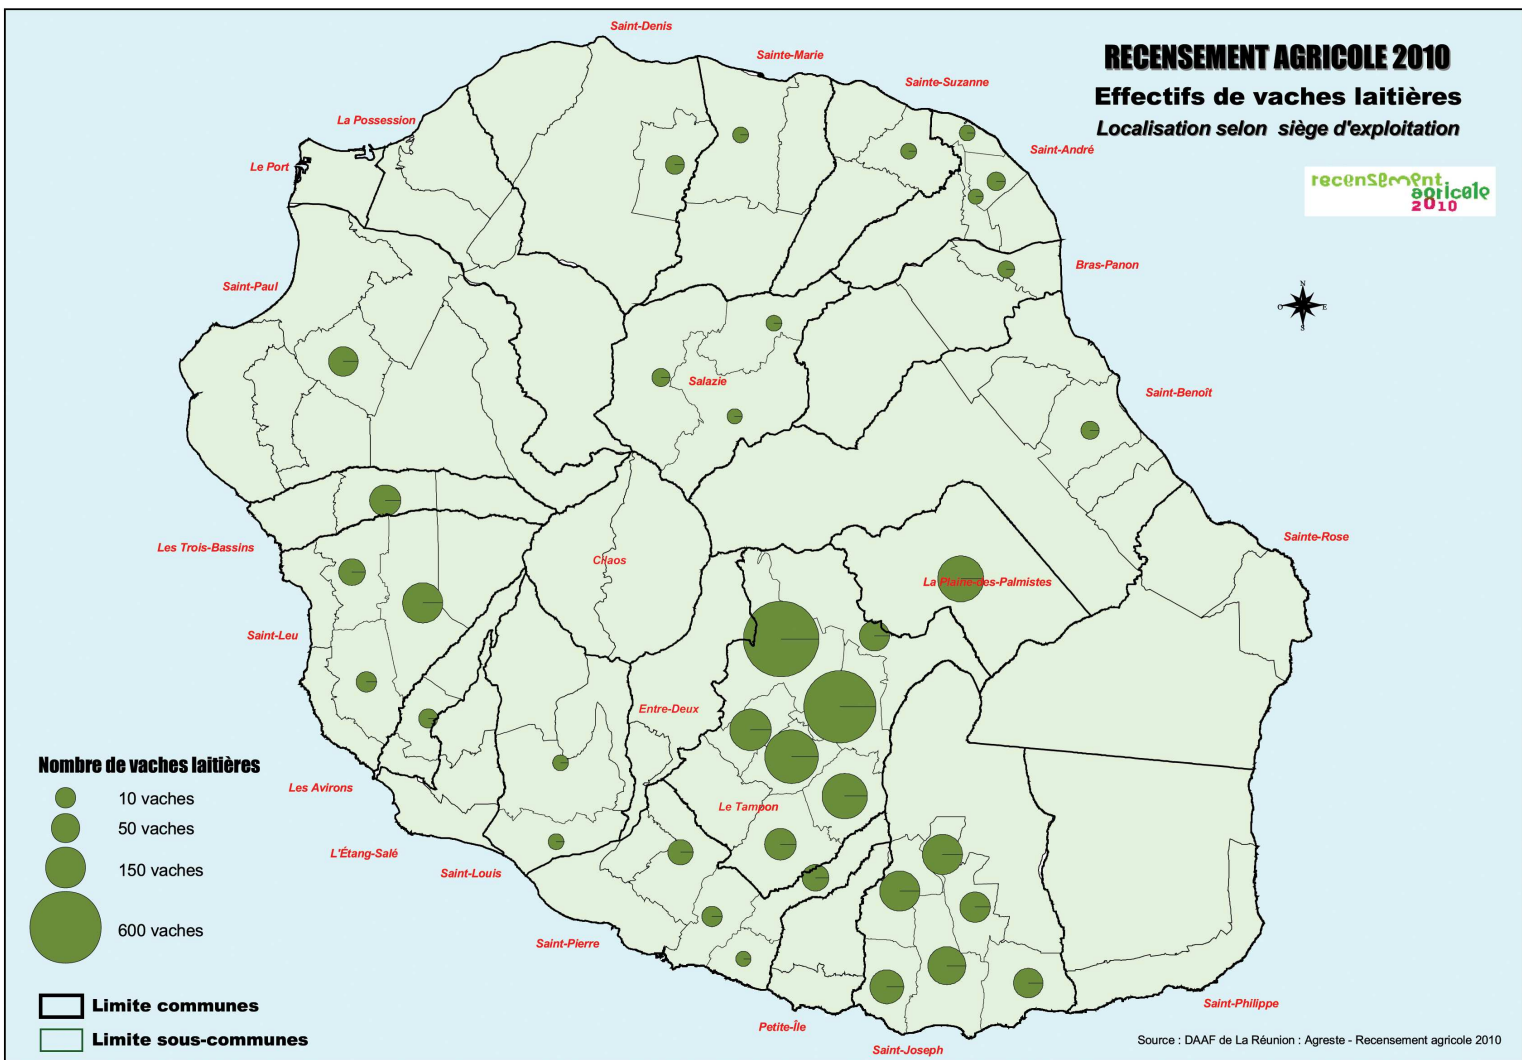 RECENSEMENT AGRICOLE 2010
Effectifs de vaches laitières
Localisation selon siège d'exploitation
recensement
agricole
2010
Saint-Denis
Sainte-Marie
Sainte-Suzanne
La Possession
Le Port
Saint-André
Saint-Paul
Bras-Panon
N
O E
S
Salazie
Saint-Benoît
Les Trois-Bassins
Sainte-Rose
Cilaos
La Plaine-des-Palmistes
Saint-Leu
Entre-Deux
Les Avirons
Le Tampon
L'Étang-Salé
Saint-Louis
Saint-Pierre
Saint-Philippe
Petite-Île
Saint-Joseph
Nombre de vaches laitières
10 vaches
50 vaches
150 vaches
600 vaches
Limite communes
Limite sous-communes
Source : DAAF de La Réunion : Agreste - Recensement agricole 2010